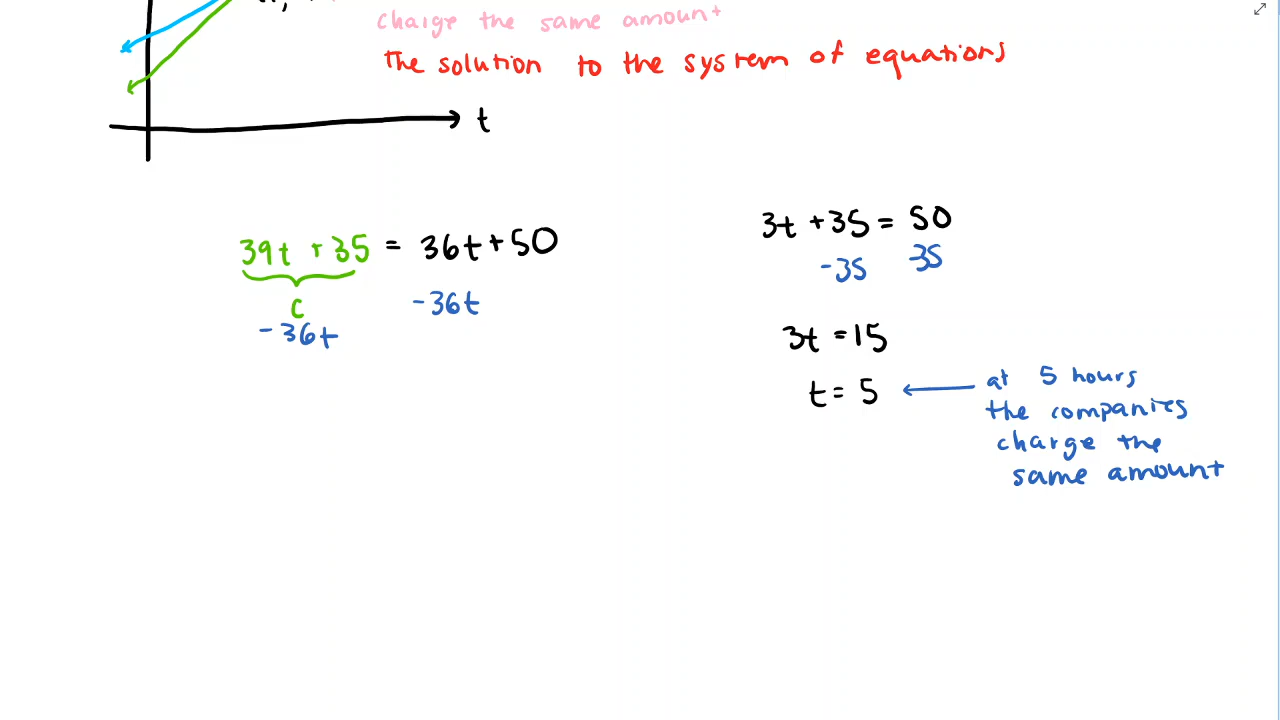 charge the same amount
The solution to the system of equations
t
39t + 35 = 36t + 50
c
-36t
-36t
3t + 35 = 50
-35 35
3t = 15
t = 5
at 5 hours
the companies
charge the
same amount